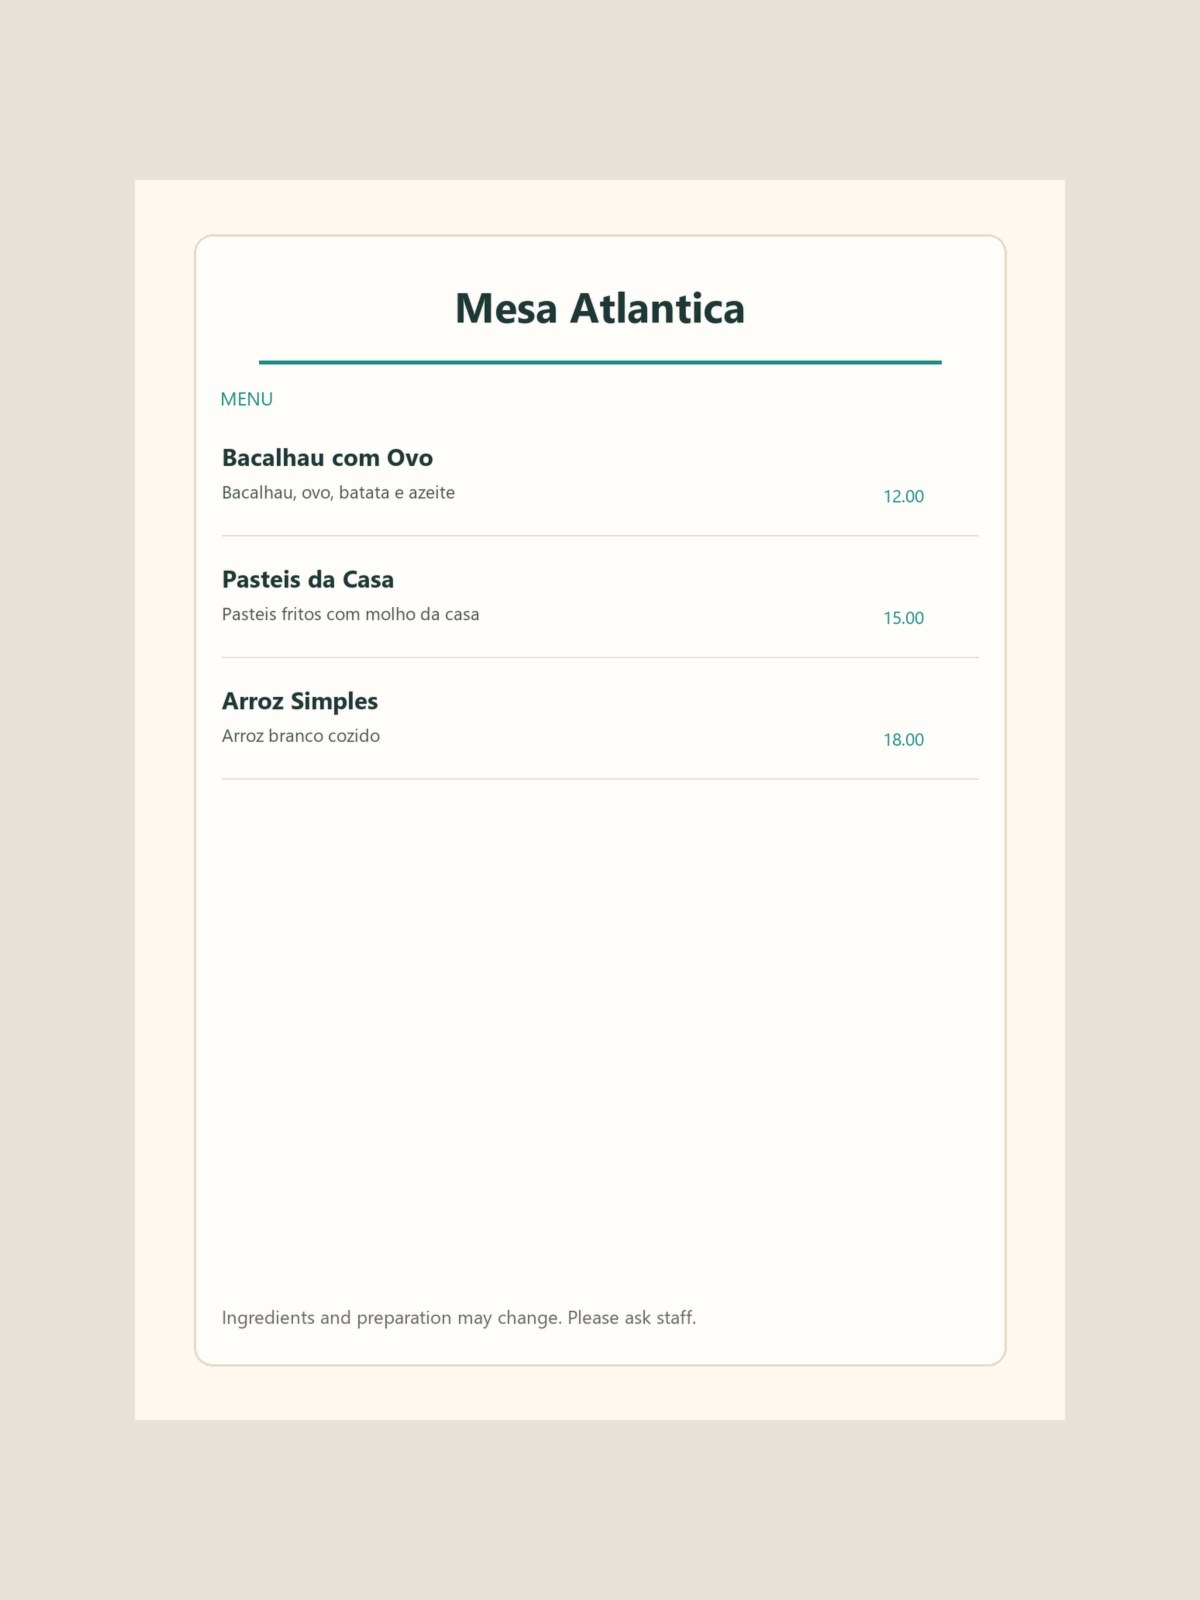 Mesa Atlantica
MENU
Bacalhau com Ovo
Bacalhau, ovo, batata e azeite
12.00
Pasteis da Casa
Pasteis fritos com molho da casa
15.00
Arroz Simples
Arroz branco cozido
18.00
Ingredients and preparation may change. Please ask staff.